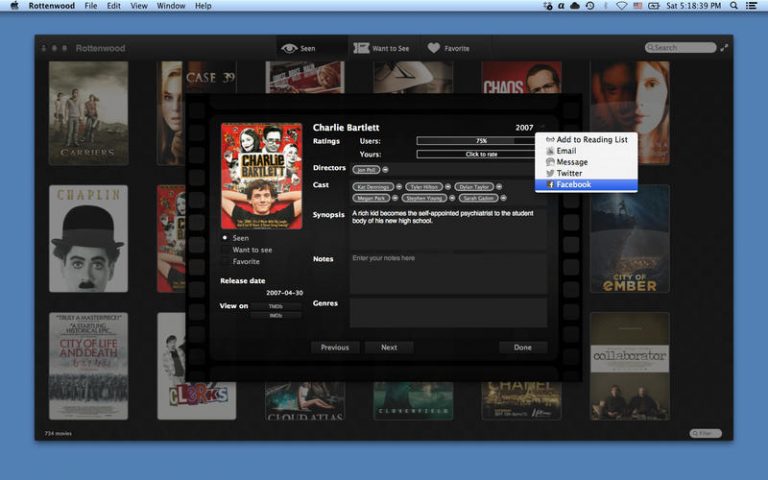 Rottenwood File Edit View Window Help
Sat 5:18:39 PM
Rottenwood
Seen
Want to See
Favorite
Search
CARRIERS
CASE 39
CHAOS
Charlie Bartlett
2007
Ratings
Users:
75%
Yours:
Click to rate
Directors
Jon Poll
Cast
Kat Dennings
Tyler Hilton
Dylan Taylor
Megan Park
Stephen Young
Sarah Gadon
Synopsis
A rich kid becomes the self-appointed psychiatrist to the student
body of his new high school.
Notes
Enter your notes here
Genres
CHARLIE
BARTLETT
Seen
Want to see
Favorite
Release date
2007-04-30
View on
TMDb
IMDb
Previous
Next
Done
Add to Reading List
Email
Message
Twitter
Facebook
CHAPLIN
CITY OF
EMBER
"TRULY A MASTERPIECE"
CITY OF LIFE
AND DEATH
CLERKS
CLOUD ATLAS
CLOVERFIELD
CHANEL
collaborator
734 movies
Filter